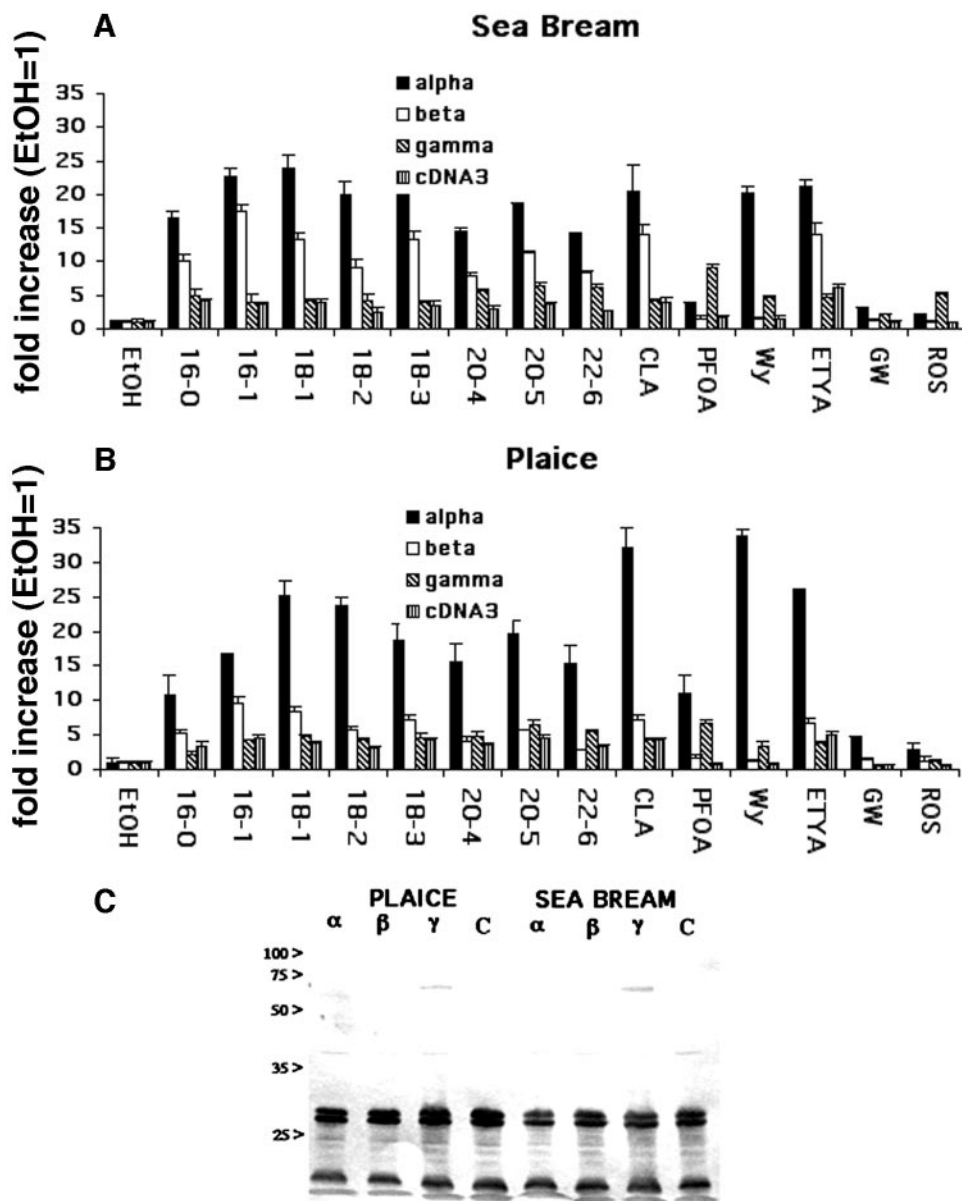 A
Sea Bream
fold increase (EtOH=1)
35
30
25
20
15
10
5
0
alpha
beta
gamma
cDNA3
EtOH
16-0
16-1
18-1
18-2
18-3
20-4
20-5
22-6
CLA
PFOA
Wy
ETYA
GW
ROS
B
Plaice
fold increase (EtOH=1)
35
30
25
20
15
10
5
0
alpha
beta
gamma
cDNA3
EtOH
16-0
16-1
18-1
18-2
18-3
20-4
20-5
22-6
CLA
PFOA
Wy
ETYA
GW
ROS
C
PLAICE SEA BREAM
α β γ C α β γ C
100 >
75 >
50 >
35 >
25 >